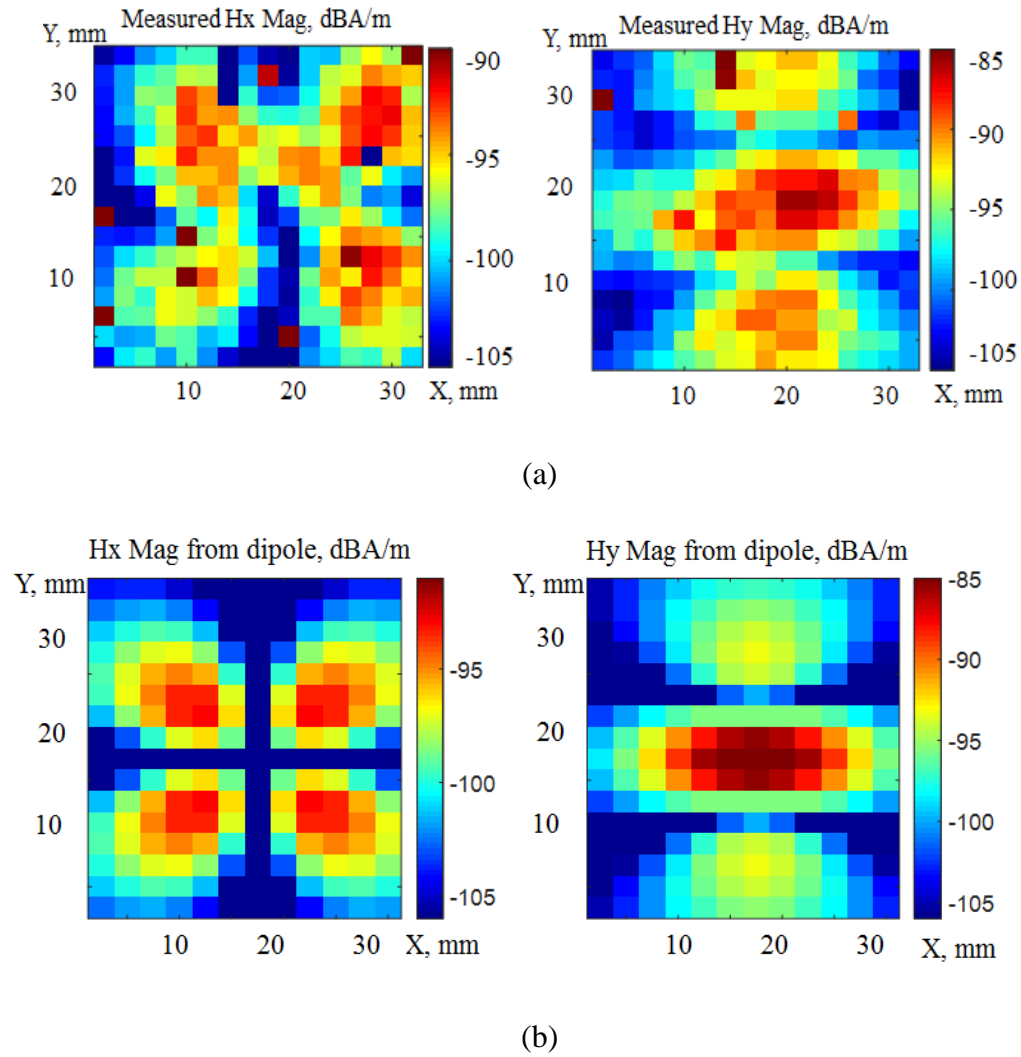 Measured Hx Mag, dBA/m
Y, mm
30
20
10
10 20 30
X, mm
-90
-95
-100
-105
Measured Hy Mag, dBA/m
Y, mm
30
20
10
10 20 30
X, mm
-85
-90
-95
-100
-105
(a)
Hx Mag from dipole, dBA/m
Y, mm
30
20
10
10 20 30
X, mm
-95
-100
-105
Hy Mag from dipole, dBA/m
Y, mm
30
20
10
10 20 30
X, mm
-85
-90
-95
-100
-105
(b)